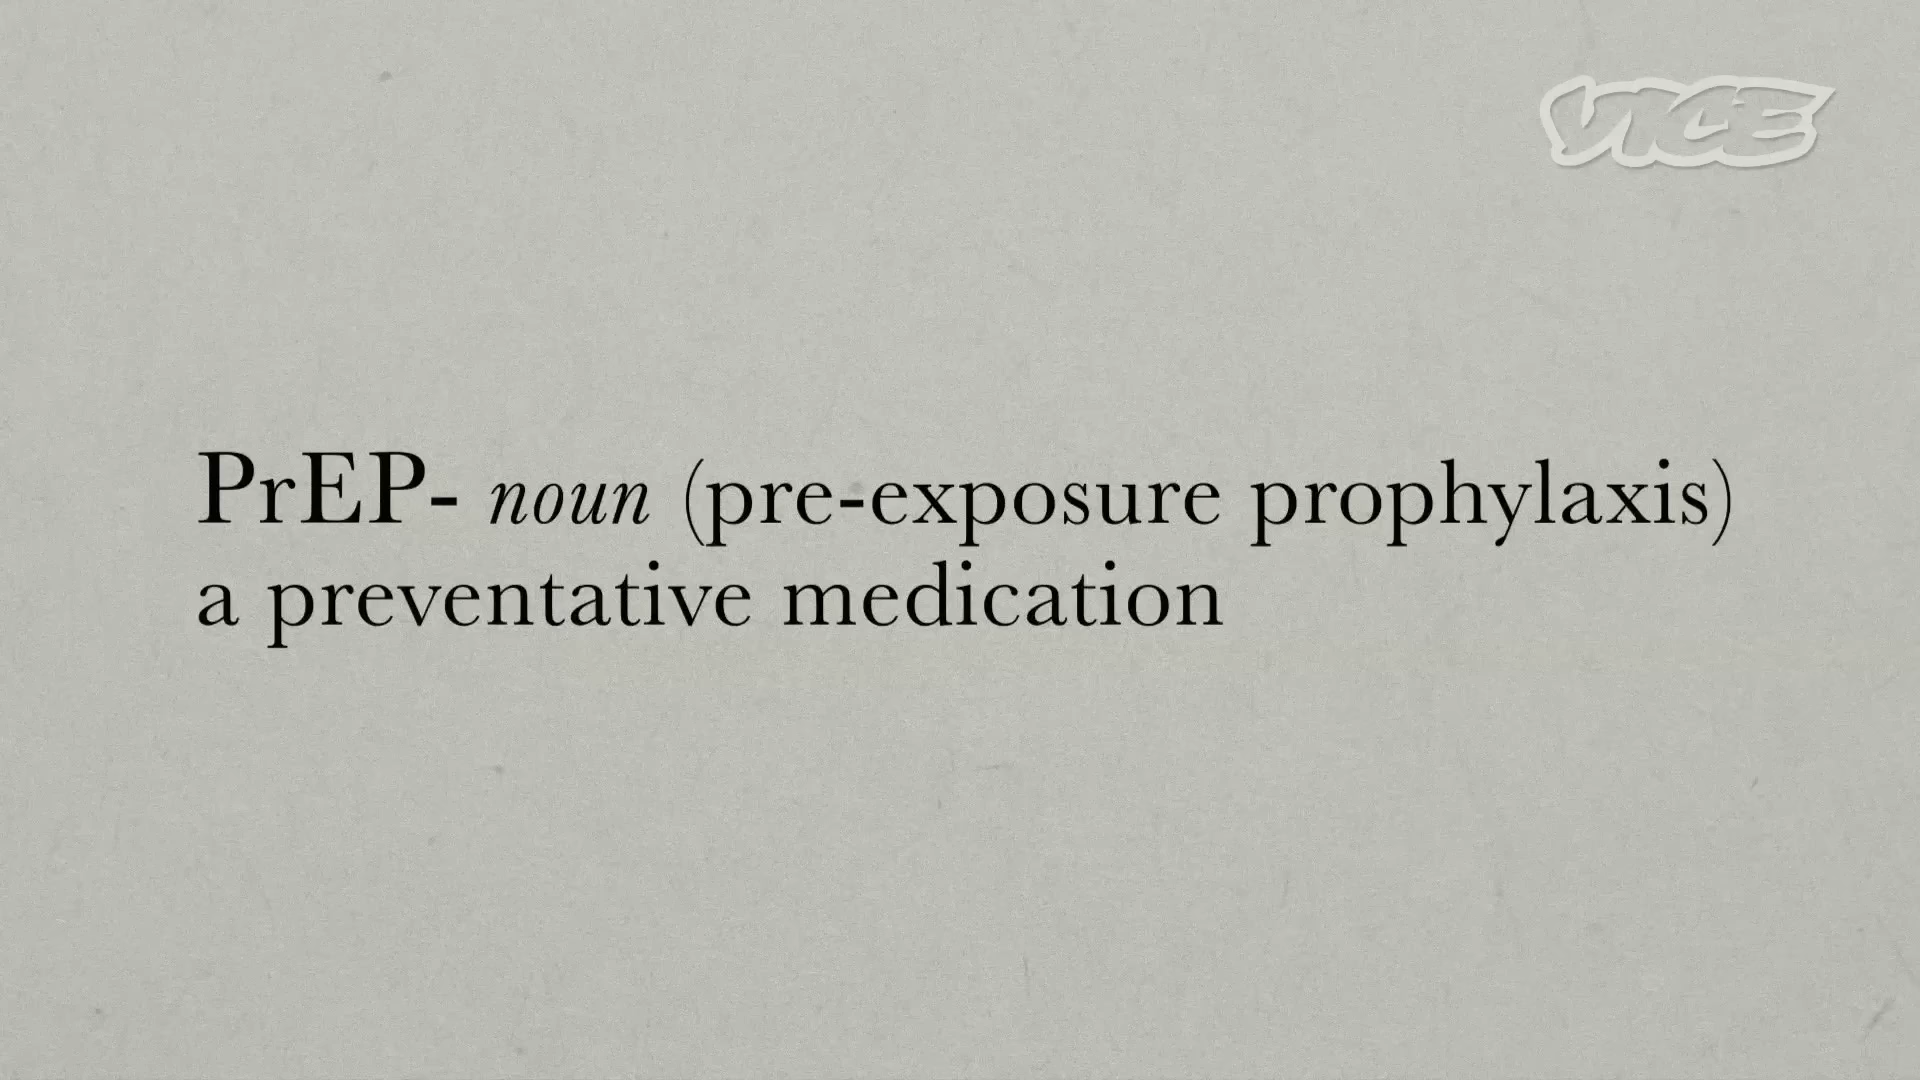 VICE
PrEP- noun (pre-exposure prophylaxis)
a preventative medication